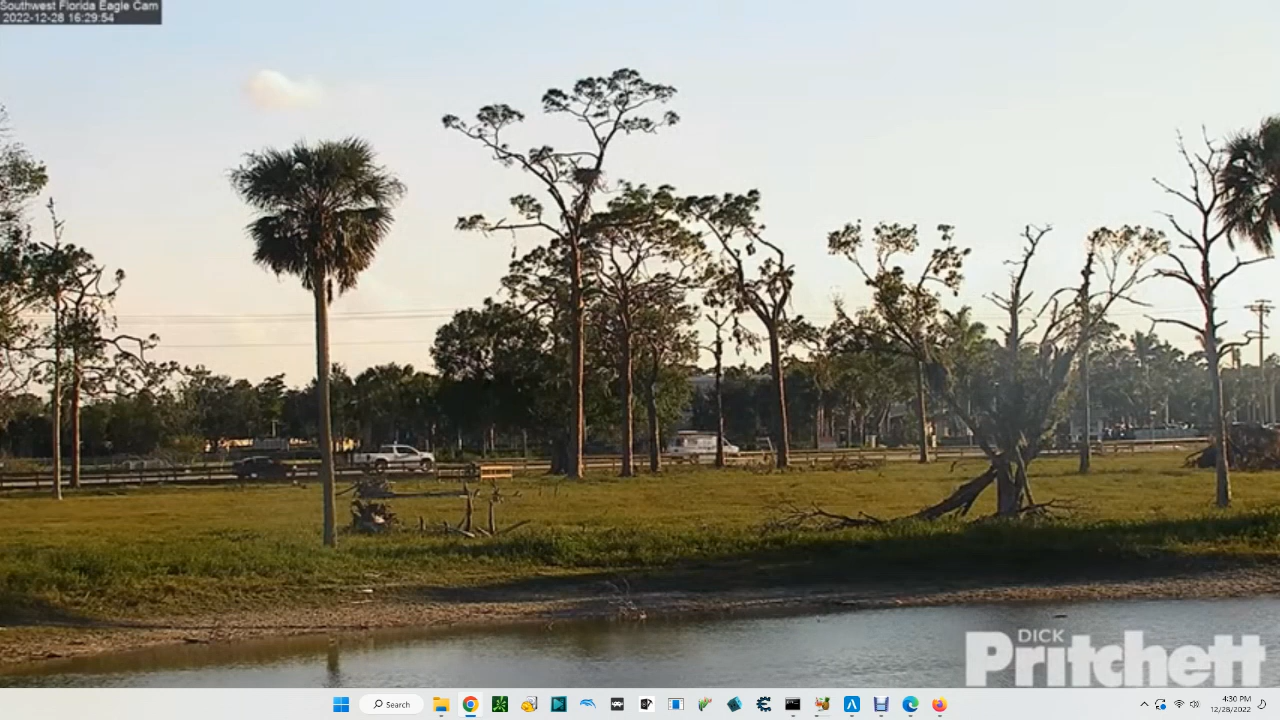 Southwest Florida Eagle Cam
2022-12-28 16:29:54
DICK
Pritchett
Search
4:30 PM
12/28/2022